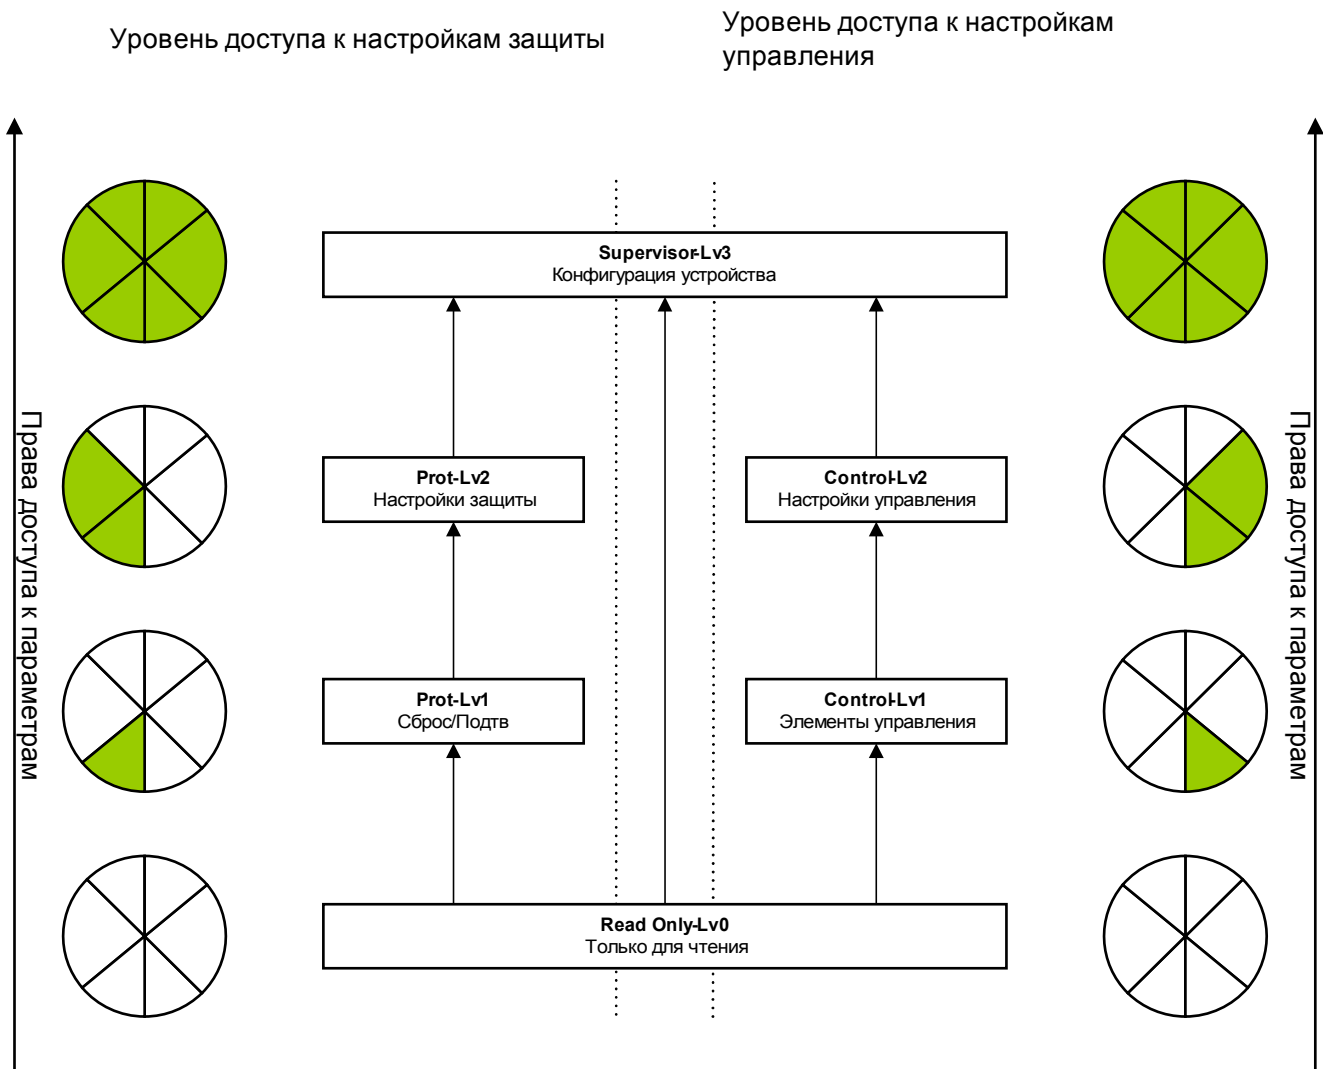 Уровень доступа к настройкам защиты
Уровень доступа к настройкам
управления
Supervisor-Lv3
Конфигурация устройства
Права доступа к параметрам
Права доступа к параметрам
Prot-Lv2
Настройки защиты
Control-Lv2
Настройки управления
Prot-Lv1
Сброс/Подтв
Control-Lv1
Элементы управления
Read Only-Lv0
Только для чтения